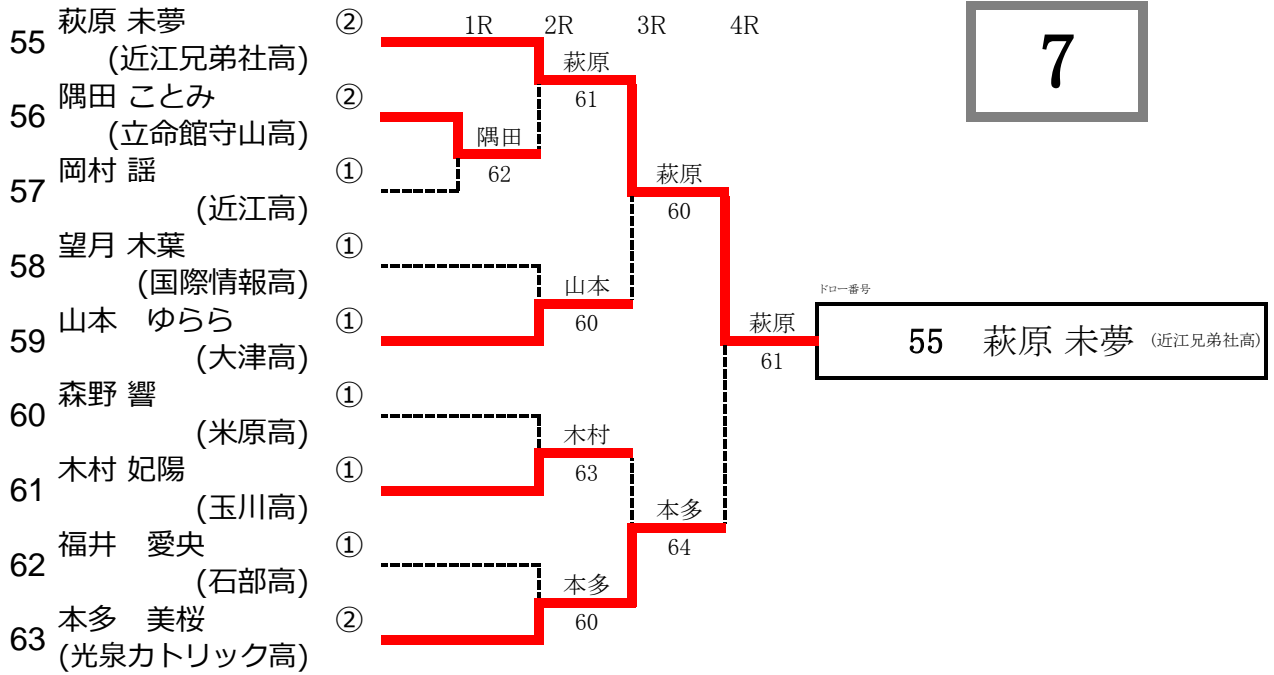 1R 2R 3R 4R
7
55 萩原 未夢 ②
(近江兄弟社高)
萩原
61
56 隅田 ことみ ②
(立命館守山高)
隅田
62
57 岡村 謡 ①
(近江高)
萩原
60
58 望月 木葉 ①
(国際情報高)
山本
60
59 山本　ゆらら ①
(大津高)
ドロー番号
萩原
61
55 萩原 未夢 (近江兄弟社高)
60 森野 響 ①
(米原高)
木村
63
61 木村 妃陽 ①
(玉川高)
本多
64
62 福井　愛央 ①
(石部高)
本多
60
63 本多　美桜 ②
(光泉カトリック高)